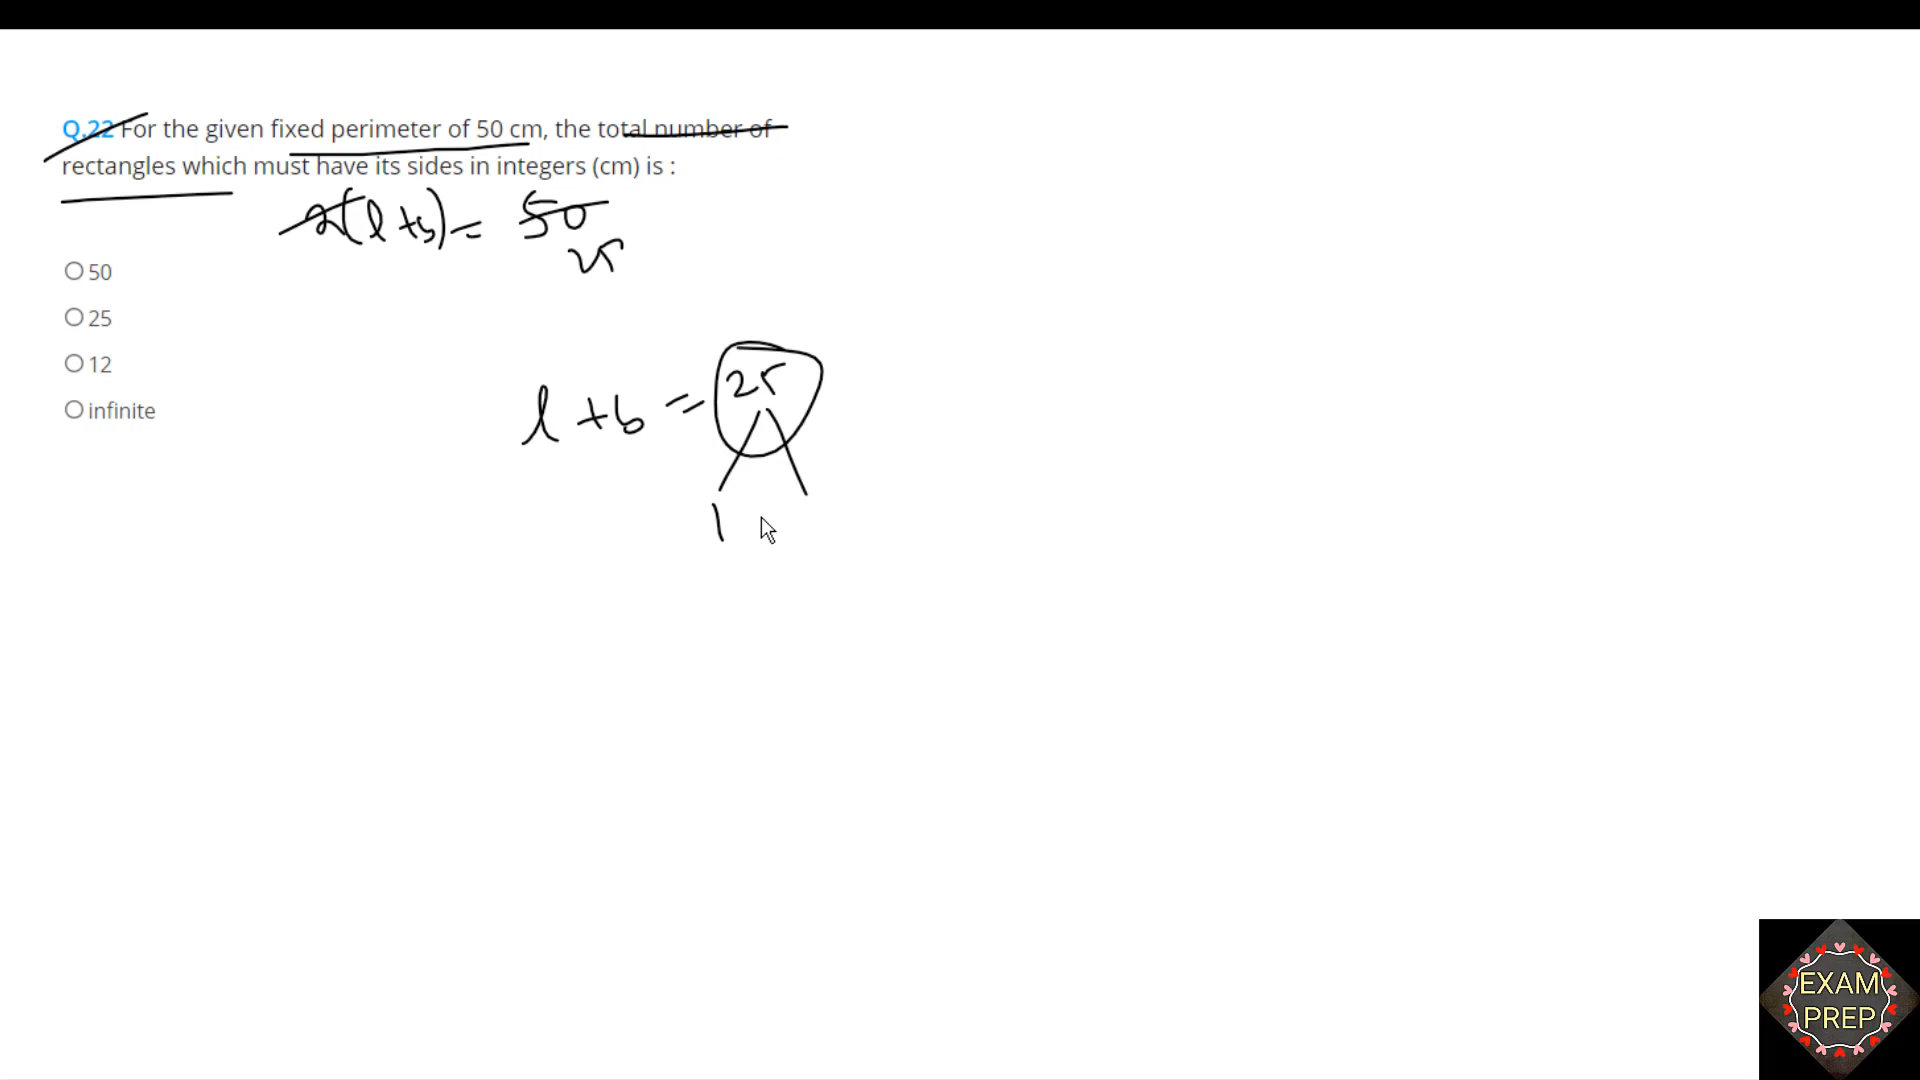 Q.22 For the given fixed perimeter of 50 cm, the total number of
rectangles which must have its sides in integers (cm) is :
2(l+b) = 50
25
50
25
12
infinite
l + b = 25
1
EXAM
PREP